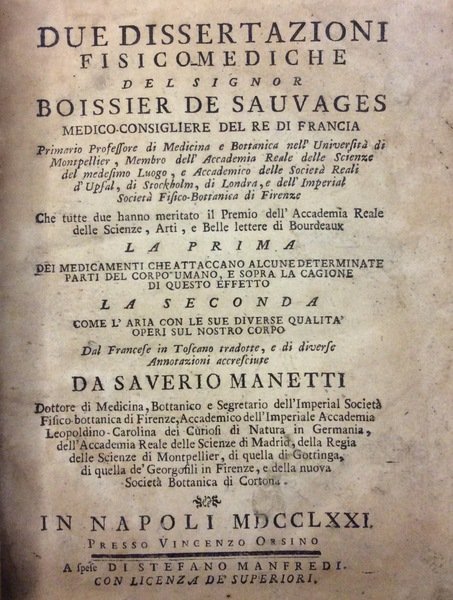 DUE DISSERTAZIONI
FISICO-MEDICHE
DEL SIGNOR
BOISSIER DE SAUVAGES
MEDICO-CONSIGLIERE DEL RE DI FRANCIA
Primario Professore di Medicina e Bottanica nell' Università di
Montpellier, Membro dell' Accademia Reale delle Scienze
del medesimo Luogo, e Accademico delle Società Reali
d'Upsal, di Stockholm, di Londra, e dell' Imperial
Società Fisico-Bottanica di Firenze
Che tutte due hanno meritato il Premio dell' Accademia Reale
delle Scienze, Arti, e Belle lettere di Bourdeaux
LA PRIMA
DEI MEDICAMENTI CHE ATTACCANO ALCUNE DETERMINATE
PARTI DEL CORPO UMANO, E SOPRA LA CAGIONE
DI QUESTO EFFETTO
LA SECONDA
COME L' ARIA CON LE SUE DIVERSE QUALITA'
OPERI SUL NOSTRO CORPO
Dal Francese in Toscano tradotte, e di diverse
Annotazioni accresciute
DA SAVERIO MANETTI
Dottore di Medicina, Bottanico e Segretario dell'Imperial Società
Fisico-bottanica di Firenze, Accademico dell'Imperiale Accademia
Leopoldino-Carolina dei Curiosi di Natura in Germania,
dell'Accademia Reale delle Scienze di Madrid, della Regia
delle Scienze di Montpellier, di quella di Gottinga,
di quella de' Georgofili in Firenze, e della nuova
Società Botanica di Cortona.
IN NAPOLI MDCCLXXI.
PRESSO VINCENZO ORSINO
A spese DI STEFANO MANFREDI.
CON LICENZA DE' SUPERIORI.